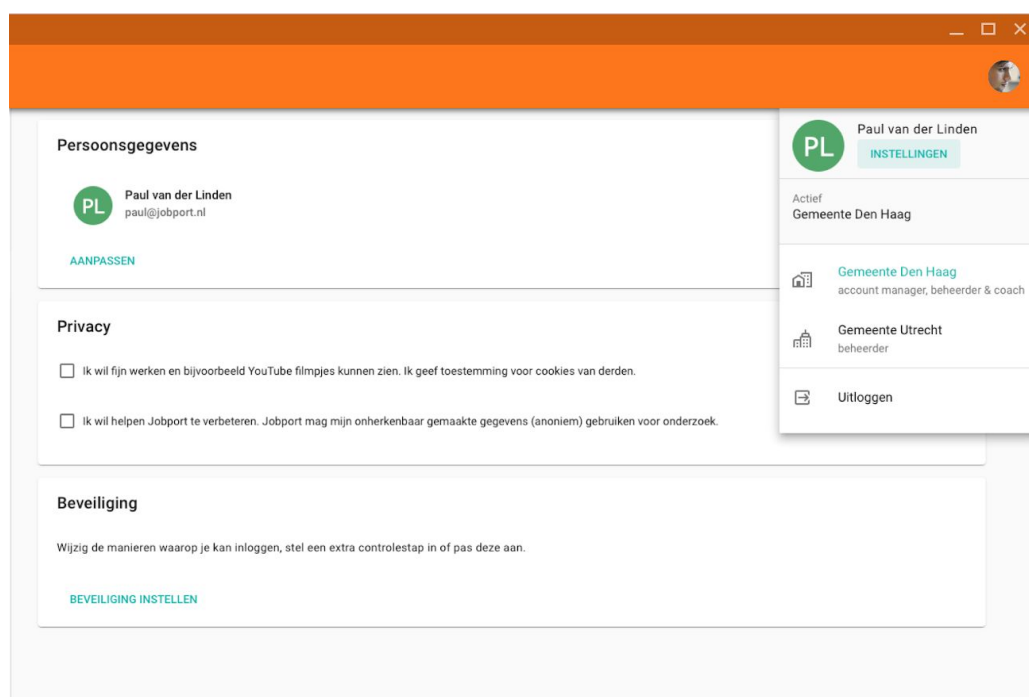 Persoonsgegevens
PL
Paul van der Linden
paul@jobport.nl
AANPASSEN
Privacy
Ik wil fijn werken en bijvoorbeeld YouTube filmpjes kunnen zien. Ik geef toestemming voor cookies van derden.
Ik wil helpen Jobport te verbeteren. Jobport mag mijn onherkenbaar gemaakte gegevens (anoniem) gebruiken voor onderzoek.
Beveiliging
Wijzig de manieren waarop je kan inloggen, stel een extra controlestap in of pas deze aan.
BEVEILIGING INSTELLEN
PL
Paul van der Linden
INSTELLINGEN
Actief
Gemeente Den Haag
Gemeente Den Haag
account manager, beheerder & coach
Gemeente Utrecht
beheerder
Uitloggen